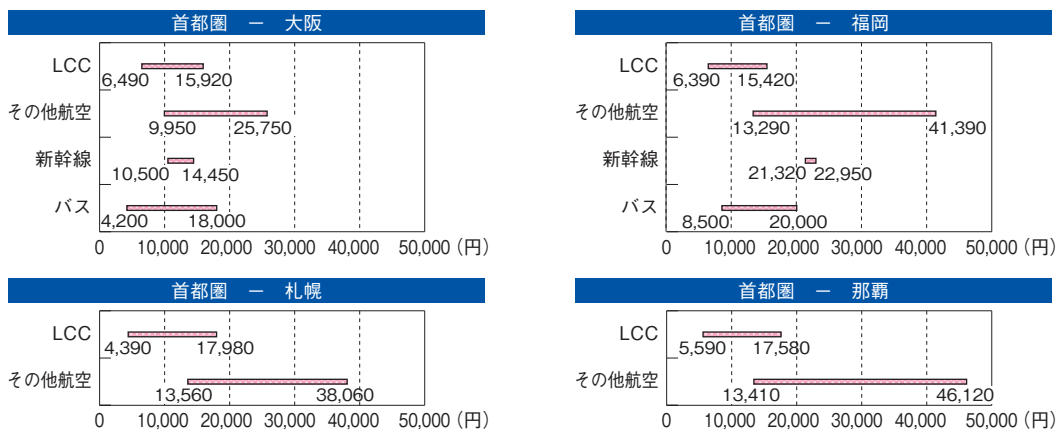 首都圏 － 大阪
LCC
6,490 15,920
その他航空
9,950 25,750
新幹線
10,500 14,450
バス
4,200 18,000
0 10,000 20,000 30,000 40,000 50,000 (円)
首都圏 － 福岡
LCC
6,390 15,420
その他航空
13,290 41,390
新幹線
21,320 22,950
バス
8,500 20,000
0 10,000 20,000 30,000 40,000 50,000 (円)
首都圏 － 札幌
LCC
4,390 17,980
その他航空
13,560 38,060
0 10,000 20,000 30,000 40,000 50,000 (円)
首都圏 － 那覇
LCC
5,590 17,580
その他航空
13,410 46,120
0 10,000 20,000 30,000 40,000 50,000 (円)